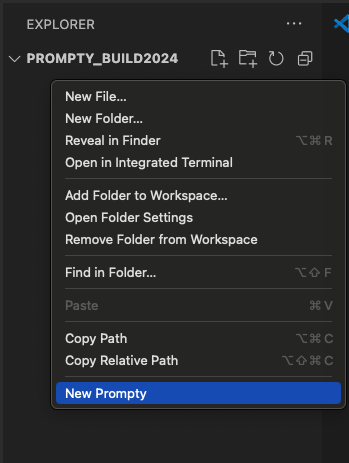 EXPLORER ...
PROMPTY_BUILD2024
New File...
New Folder...
Reveal in Finder ⌥⌘ R
Open in Integrated Terminal
Add Folder to Workspace...
Open Folder Settings
Remove Folder from Workspace
Find in Folder... ⌥⇧ F
Paste ⌘ V
Copy Path ⌥⌘ C
Copy Relative Path ⌥⇧⌘ C
New Prompty